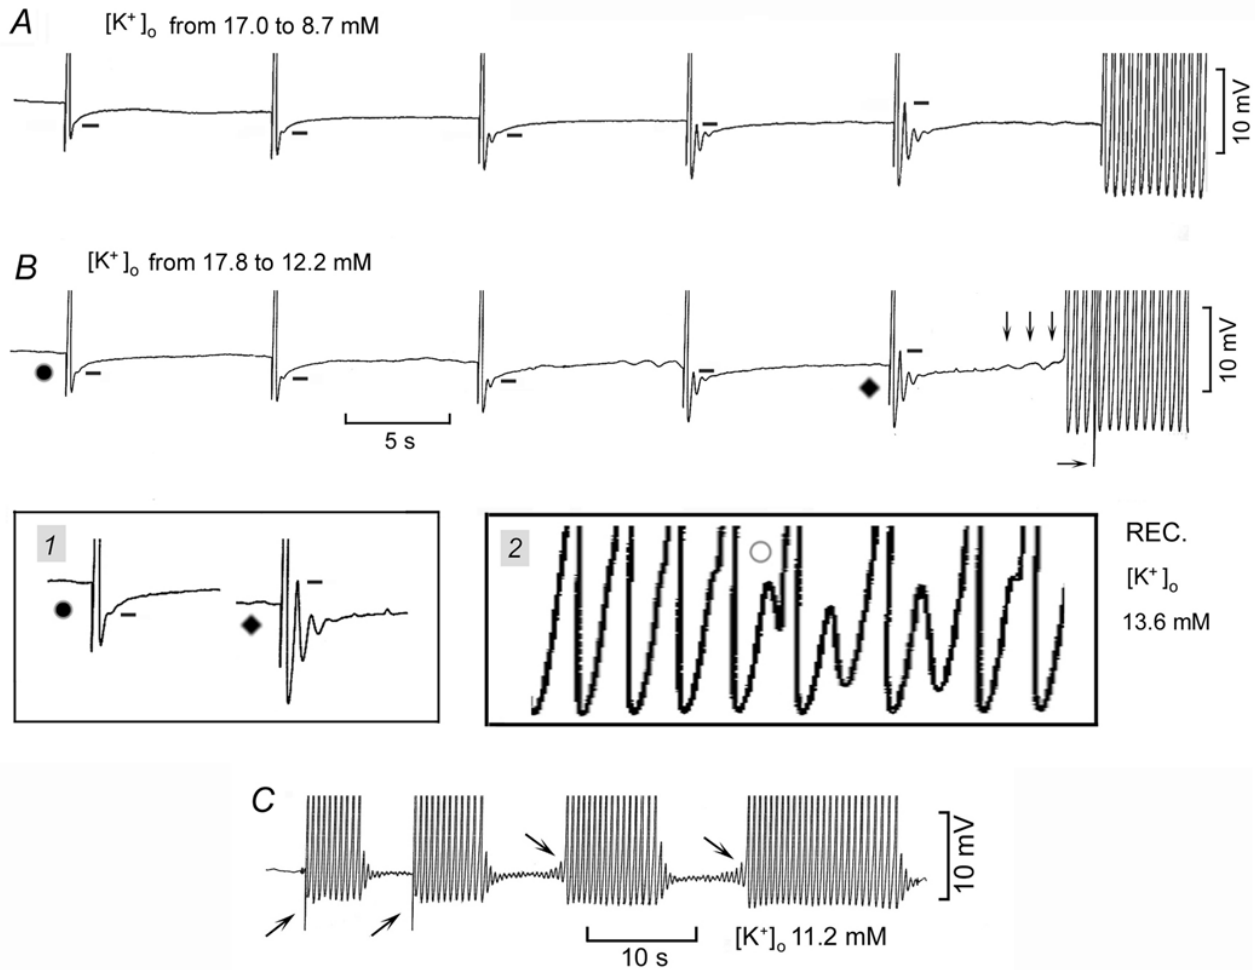 A
[K⁺]ₒ from 17.0 to 8.7 mM
10 mV
B
[K⁺]ₒ from 17.8 to 12.2 mM
10 mV
5 s
1
2
REC.
[K⁺]ₒ
13.6 mM
C
10 mV
10 s
[K⁺]ₒ 11.2 mM